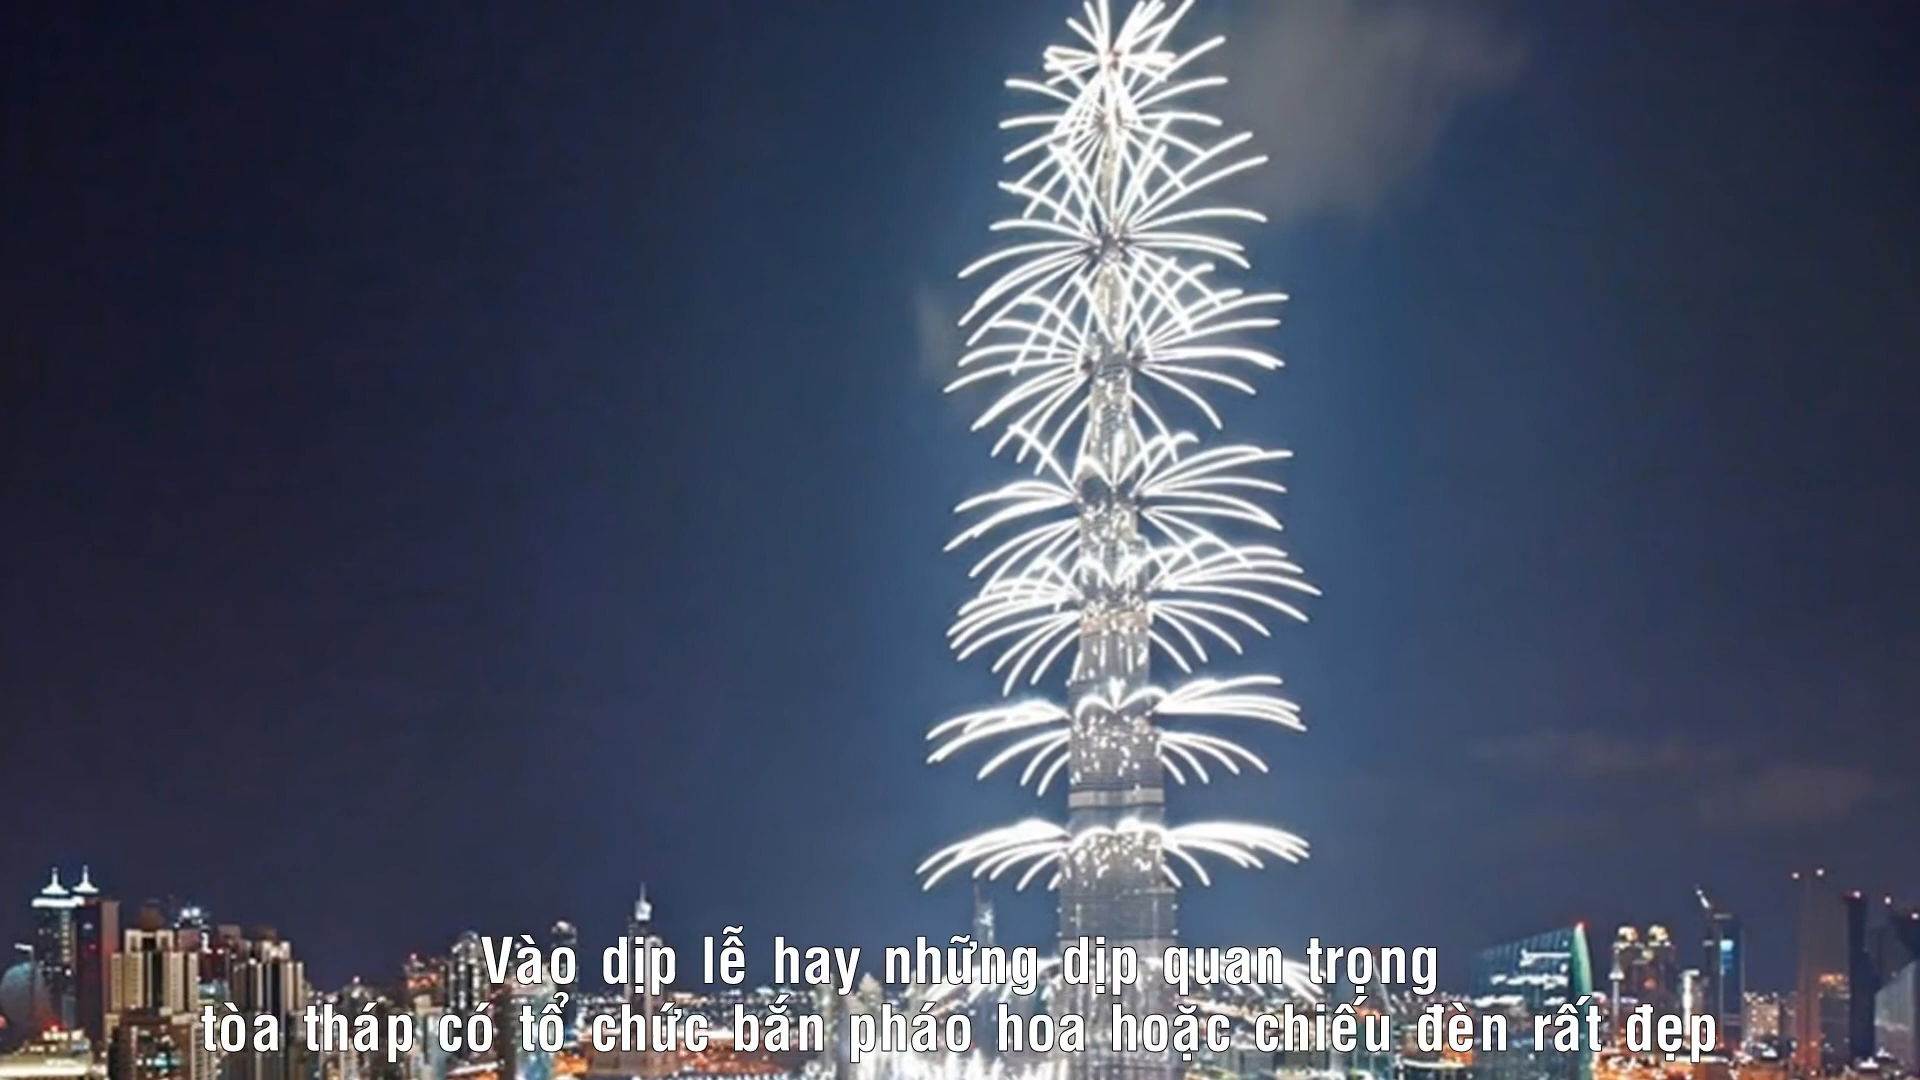 Vào dịp lễ hay những dịp quan trọng
tòa tháp có tổ chức bắn pháo hoa hoặc chiếu đèn rất đẹp